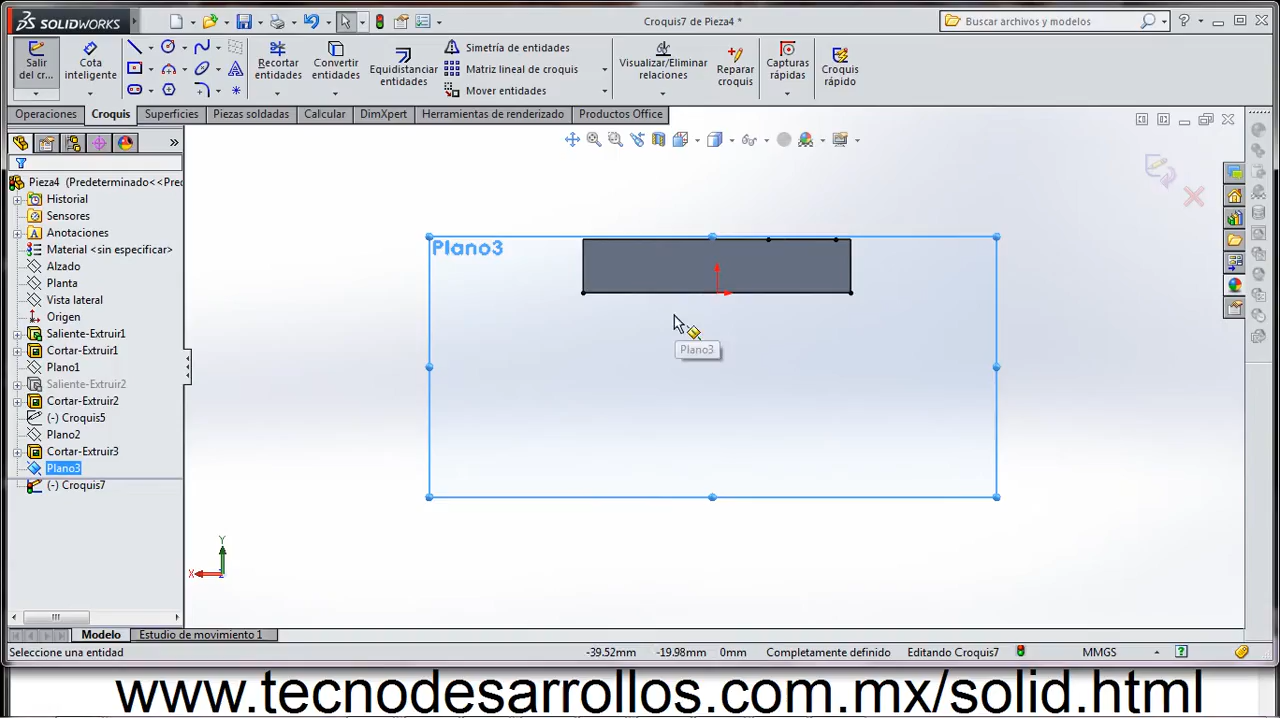 SOLIDWORKS
Croquis7 de Pieza4 *
Buscar archivos y modelos
Salir del cr...
Cota inteligente
Recortar entidades
Convertir entidades
Equidistanciar entidades
Simetría de entidades
Matriz lineal de croquis
Mover entidades
Visualizar/Eliminar relaciones
Reparar croquis
Capturas rápidas
Croquis rápido
Operaciones
Croquis
Superficies
Piezas soldadas
Calcular
DimXpert
Herramientas de renderizado
Productos Office
Pieza4 (Predeterminado<<Pred
Historial
Sensores
Anotaciones
Material <sin especificar>
Alzado
Planta
Vista lateral
Origen
Saliente-Extruir1
Cortar-Extruir1
Plano1
Saliente-Extruir2
Cortar-Extruir2
(-) Croquis5
Plano2
Cortar-Extruir3
Plano3
(-) Croquis7
Plano3
Plano3
Y
X
Modelo
Estudio de movimiento 1
Seleccione una entidad
-39.52mm
-19.98mm
0mm
Completamente definido
Editando Croquis7
MMGS
www.tecnodesarrollos.com.mx/solid.html